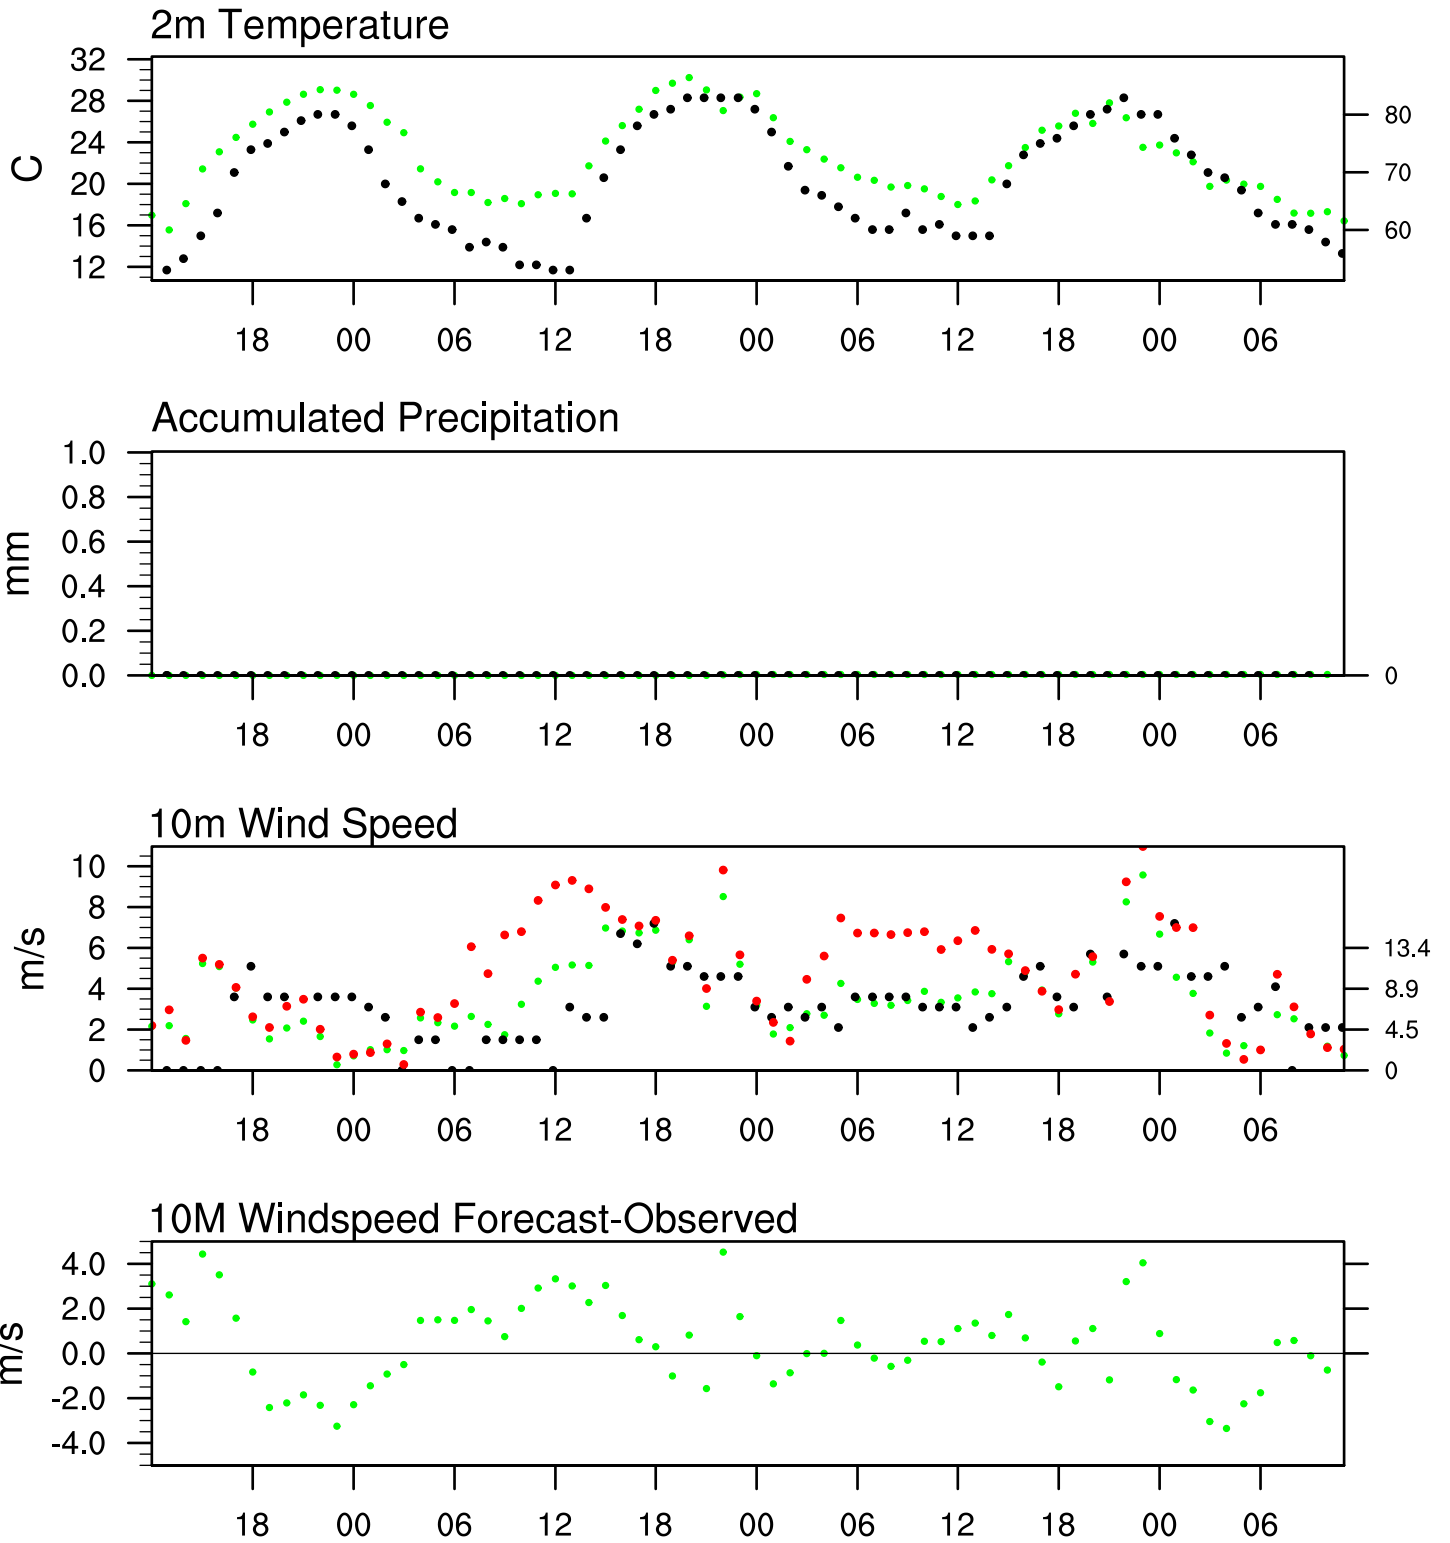 2m Temperature
32
28
24
20
16
12
C
80
70
60
18 00 06 12 18 00 06 12 18 00 06
Accumulated Precipitation
1.0
0.8
0.6
0.4
0.2
0.0
mm
0
18 00 06 12 18 00 06 12 18 00 06
10m Wind Speed
10
8
6
4
2
0
m/s
13.4
8.9
4.5
0
18 00 06 12 18 00 06 12 18 00 06
10M Windspeed Forecast-Observed
4.0
2.0
0.0
-2.0
-4.0
m/s
18 00 06 12 18 00 06 12 18 00 06